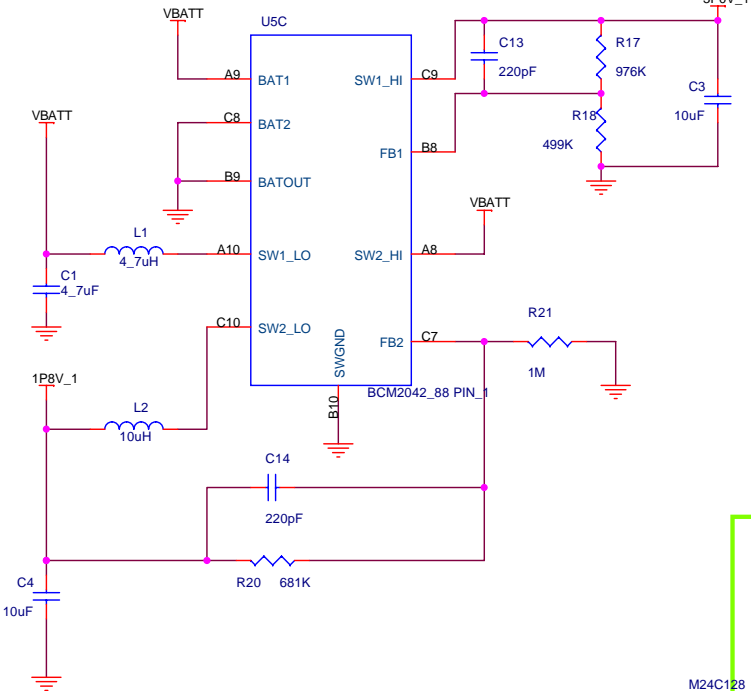 VBATT
U5C
3P0V_1
C13
220pF
R17
976K
C3
10uF
A9
BAT1
SW1_HI
C9
VBATT
C8
BAT2
R18
499K
FB1
B8
B9
BATOUT
VBATT
L1
4_7uH
A10
SW1_LO
SW2_HI
A8
C1
4_7uF
C10
SW2_LO
R21
1M
FB2
C7
SWGND
B10
BCM2042_88 PIN_1
1P8V_1
L2
10uH
C14
220pF
R20 681K
C4
10uF
M24C128